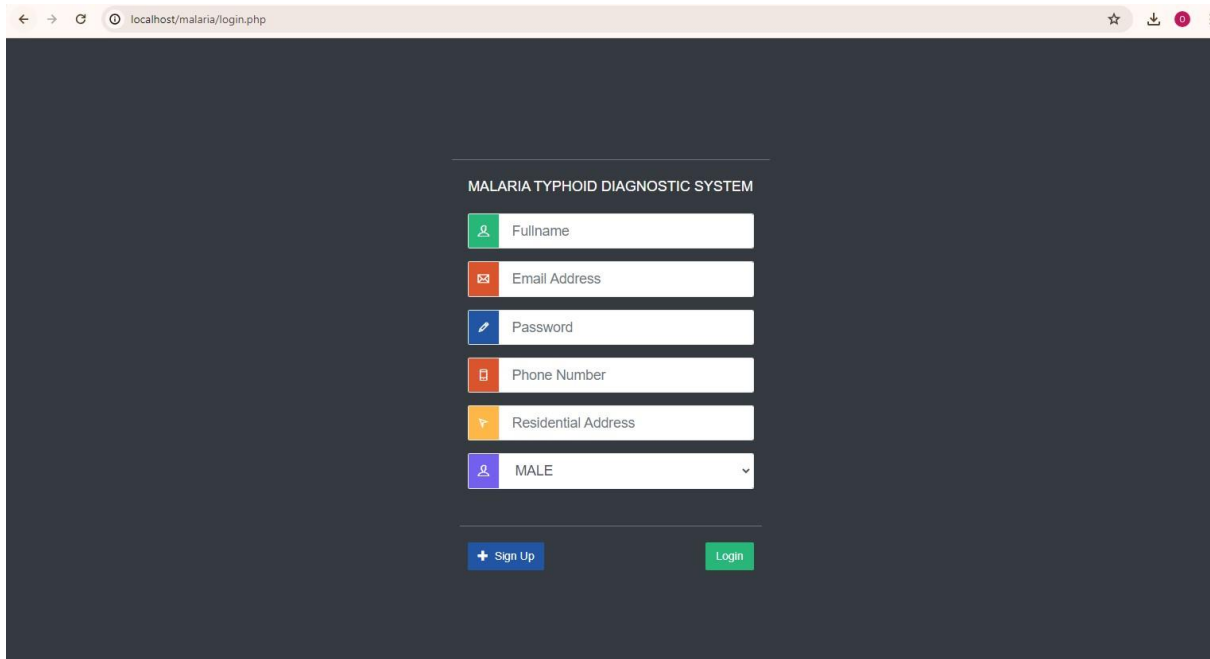 localhost/malaria/login.php
O
MALARIA TYPHOID DIAGNOSTIC SYSTEM
Fullname
Email Address
Password
Phone Number
Residential Address
MALE
Sign Up
Login